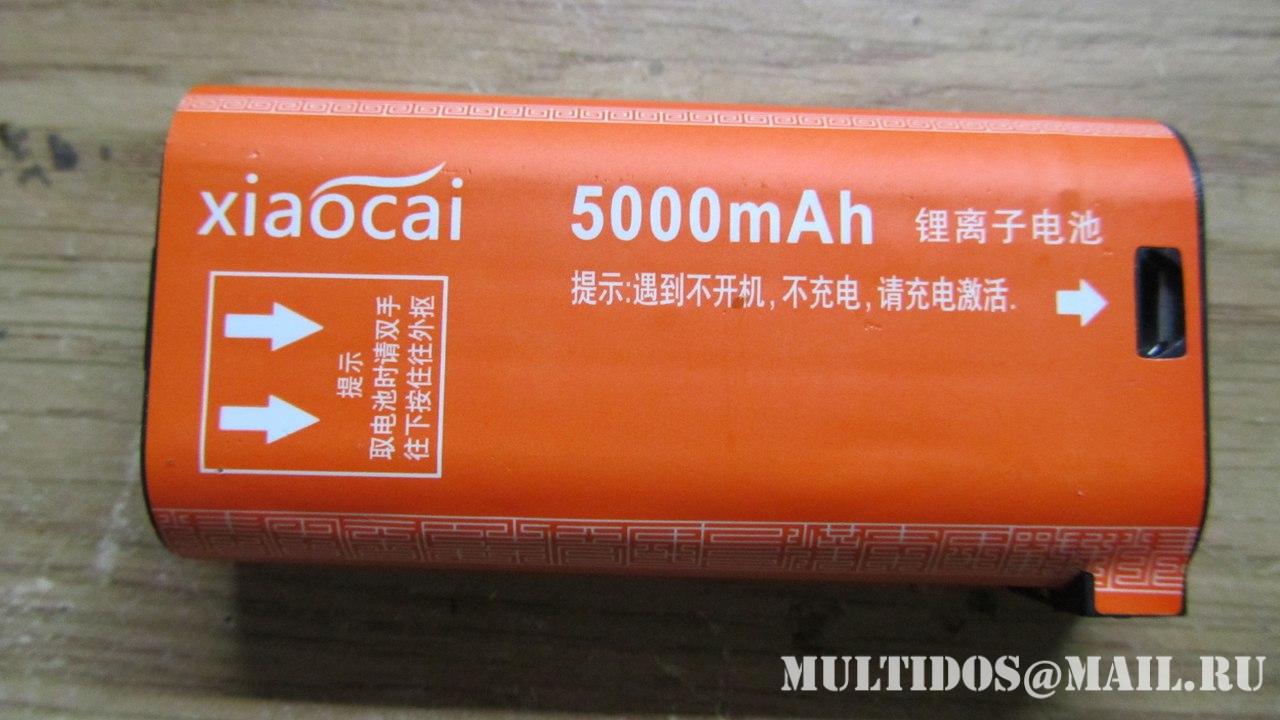 xiaocai
5000mAh 锂离子电池
提示:遇到不开机,不充电,请充电激活.
提示
取电池时请双手
往下按住往外抠
MULTIDOS@MAIL.RU